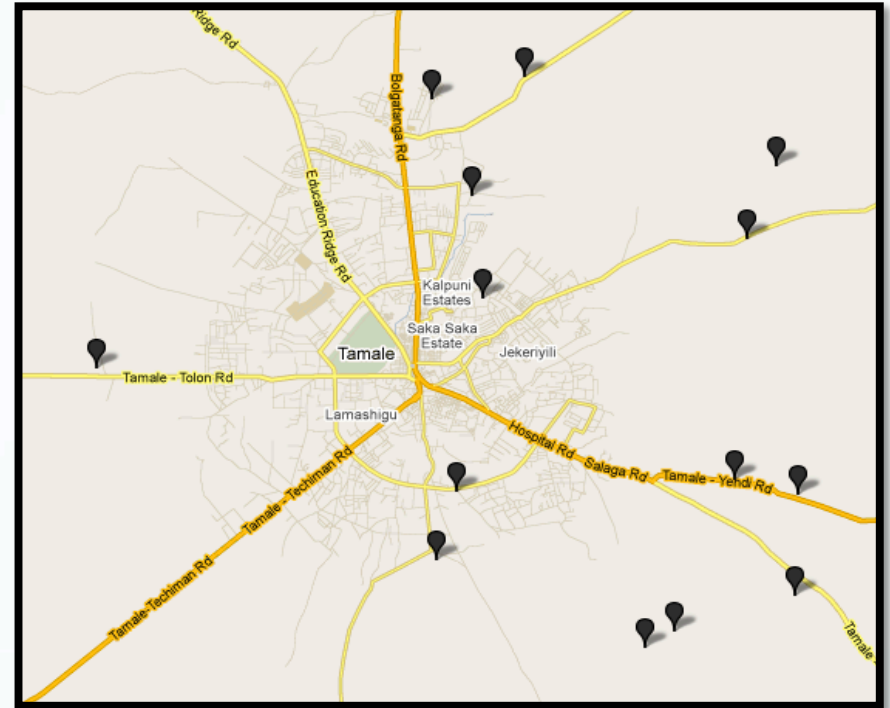 Ridge Rd
Bolgatanga Rd
Education Ridge Rd
Kalpuni
Estates
Saka Saka
Estate
Tamale
Jekeriyili
Tamale - Tolon Rd
Lamashigu
Hospital Rd
Salaga Rd
Tamale - Yendi Rd
Tamale - Techiman Rd
Tamale-Techiman Rd
Tamale -